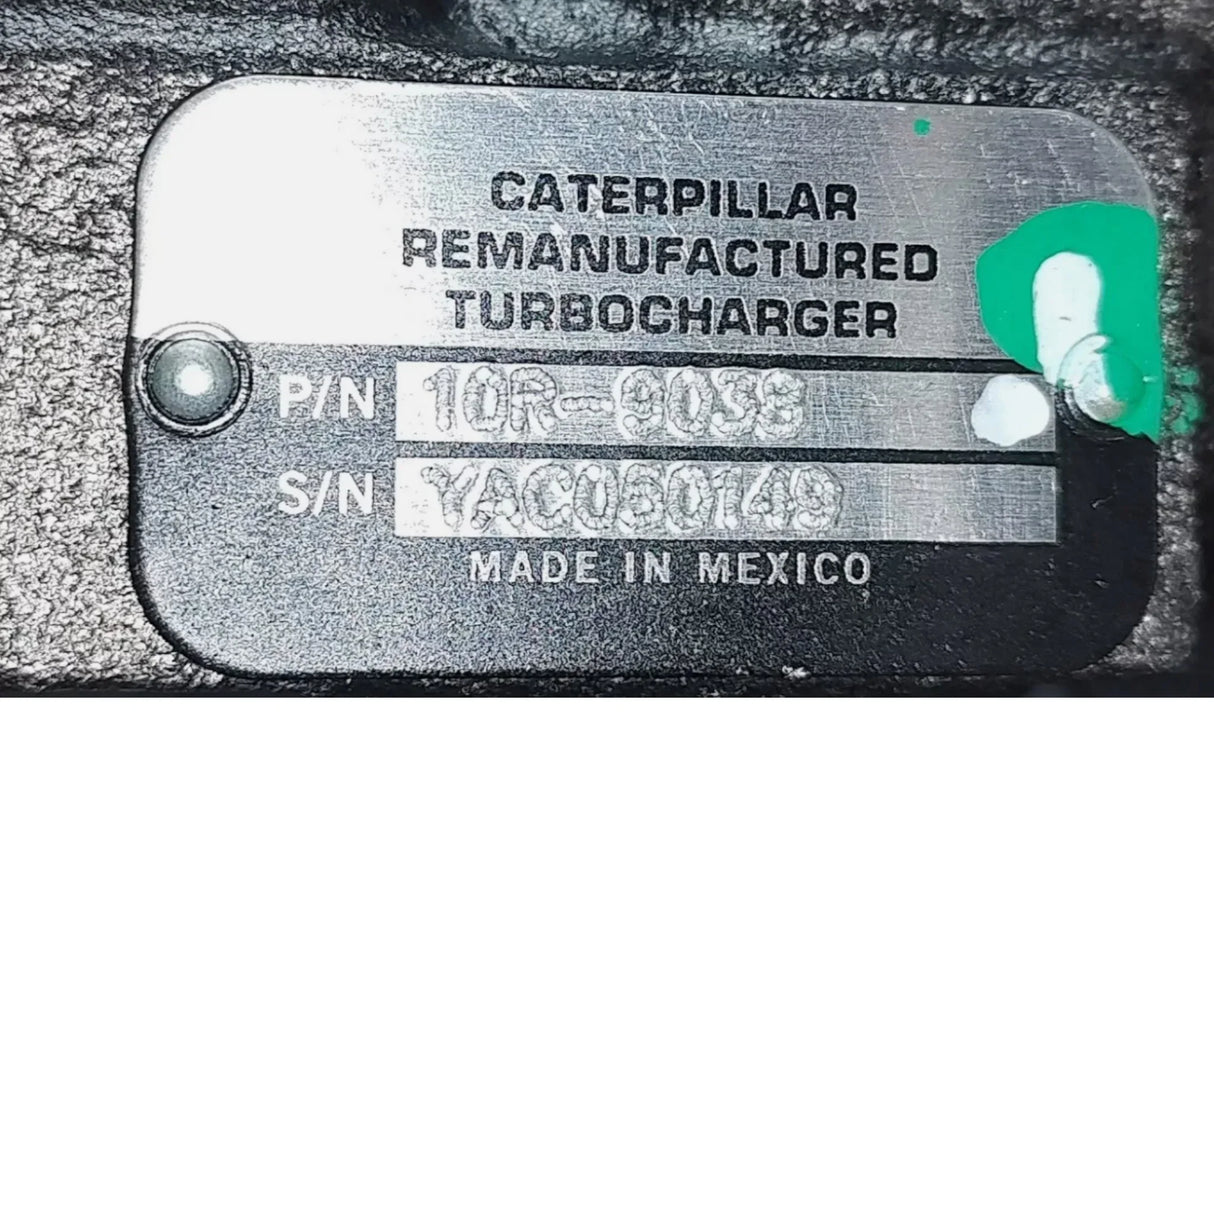 CATERPILLAR
REMANUFACTURED
TURBOCHARGER
P/N 10R-9038
S/N YAC050149
MADE IN MEXICO